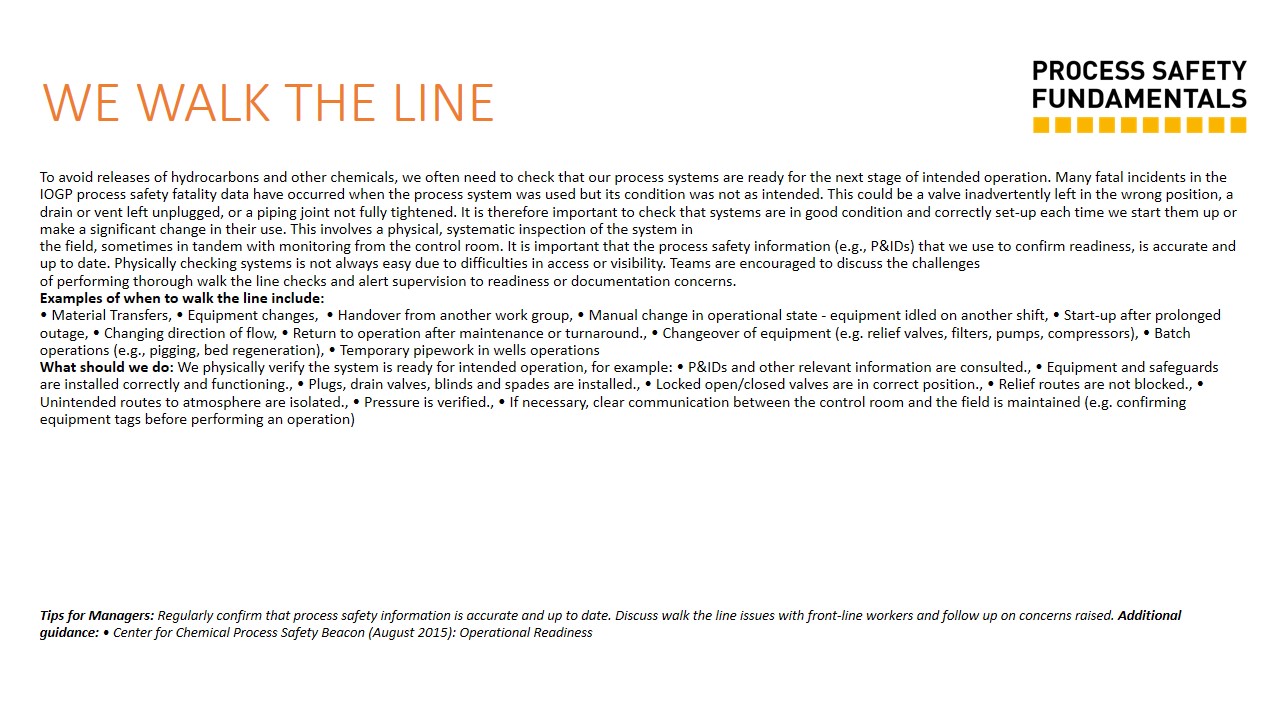 WE WALK THE LINE
PROCESS SAFETY
FUNDAMENTALS
To avoid releases of hydrocarbons and other chemicals, we often need to check that our process systems are ready for the next stage of intended operation. Many fatal incidents in the
IOGP process safety fatality data have occurred when the process system was used but its condition was not as intended. This could be a valve inadvertently left in the wrong position, a
drain or vent left unplugged, or a piping joint not fully tightened. It is therefore important to check that systems are in good condition and correctly set-up each time we start them up or
make a significant change in their use. This involves a physical, systematic inspection of the system in
the field, sometimes in tandem with monitoring from the control room. It is important that the process safety information (e.g., P&IDs) that we use to confirm readiness, is accurate and
up to date. Physically checking systems is not always easy due to difficulties in access or visibility. Teams are encouraged to discuss the challenges
of performing thorough walk the line checks and alert supervision to readiness or documentation concerns.
Examples of when to walk the line include:
• Material Transfers, • Equipment changes,  • Handover from another work group, • Manual change in operational state - equipment idled on another shift, • Start-up after prolonged
outage, • Changing direction of flow, • Return to operation after maintenance or turnaround., • Changeover of equipment (e.g. relief valves, filters, pumps, compressors), • Batch
operations (e.g., pigging, bed regeneration), • Temporary pipework in wells operations
What should we do: We physically verify the system is ready for intended operation, for example: • P&IDs and other relevant information are consulted., • Equipment and safeguards
are installed correctly and functioning., • Plugs, drain valves, blinds and spades are installed., • Locked open/closed valves are in correct position., • Relief routes are not blocked., •
Unintended routes to atmosphere are isolated., • Pressure is verified., • If necessary, clear communication between the control room and the field is maintained (e.g. confirming
equipment tags before performing an operation)
Tips for Managers: Regularly confirm that process safety information is accurate and up to date. Discuss walk the line issues with front-line workers and follow up on concerns raised. Additional
guidance: • Center for Chemical Process Safety Beacon (August 2015): Operational Readiness